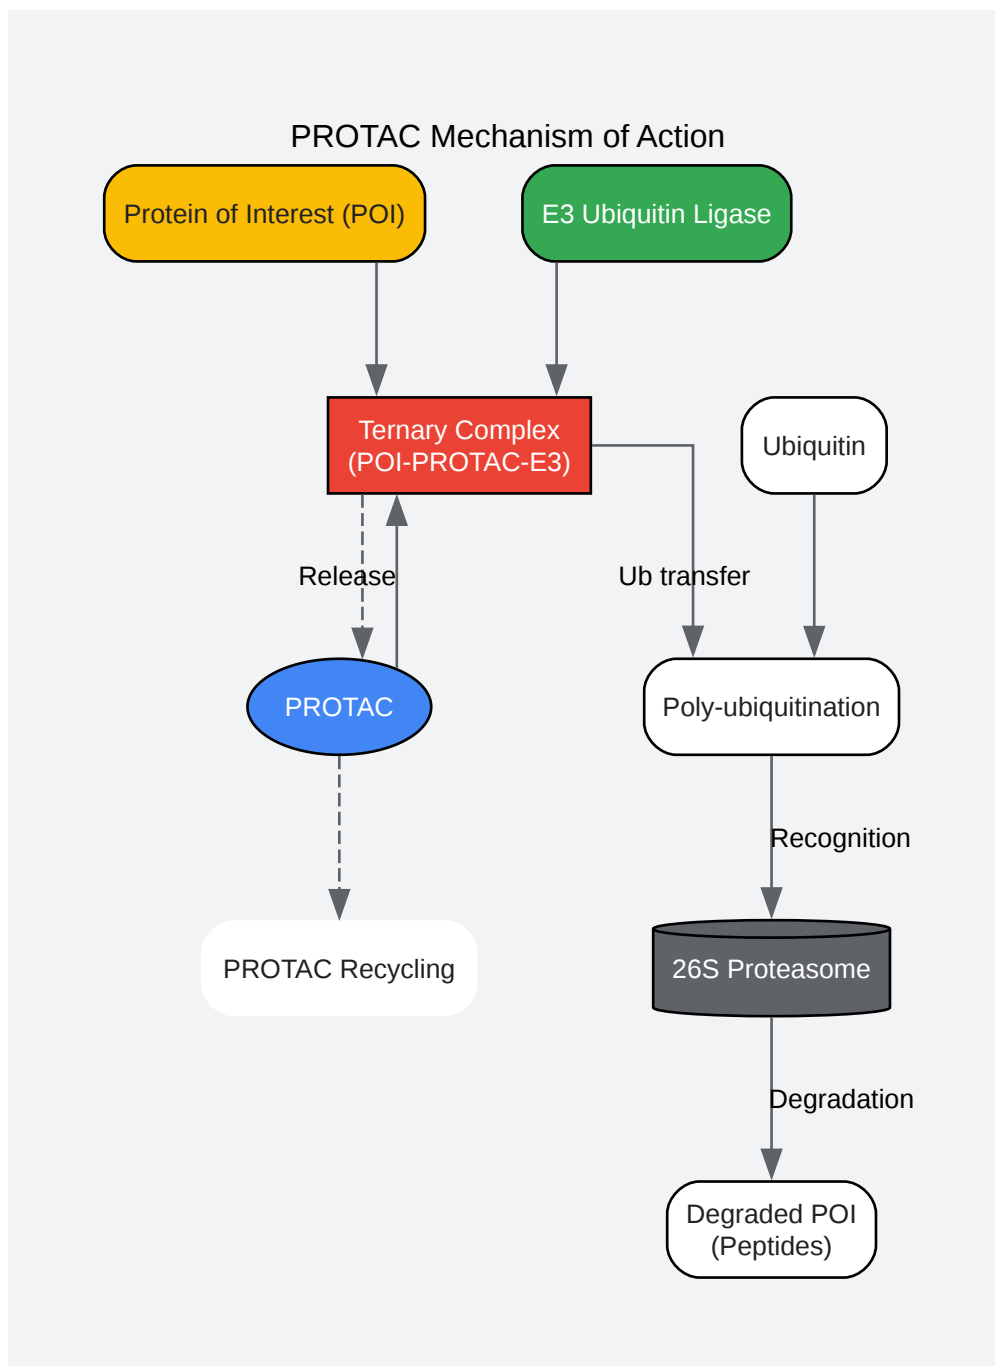 PROTAC Mechanism of Action
Protein of Interest (POI)
E3 Ubiquitin Ligase
Ternary Complex
(POI-PROTAC-E3)
Ubiquitin
Release
Ub transfer
PROTAC
Poly-ubiquitination
Recognition
PROTAC Recycling
26S Proteasome
Degradation
Degraded POI
(Peptides)